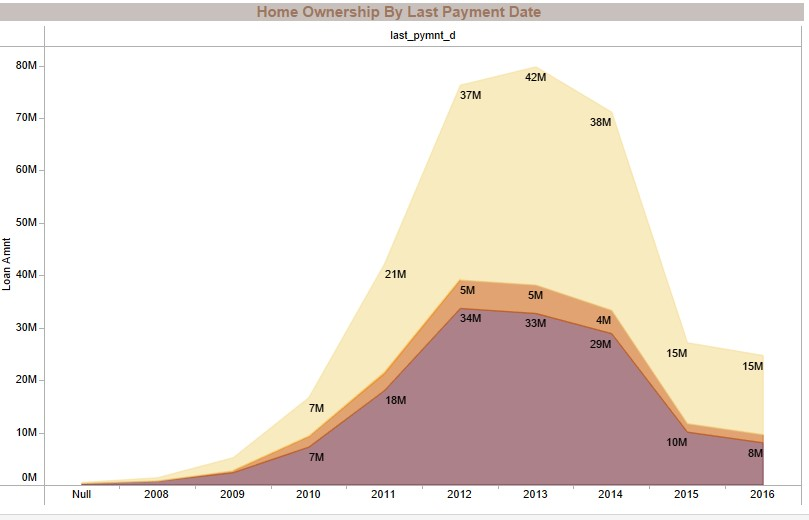 Home Ownership By Last Payment Date
last_pymnt_d
80M
42M
37M
70M
38M
60M
50M
Loan Amnt
40M
21M
5M
5M
30M
34M
33M
4M
29M
15M
15M
20M
7M
18M
10M
10M
7M
8M
0M
Null 2008 2009 2010 2011 2012 2013 2014 2015 2016